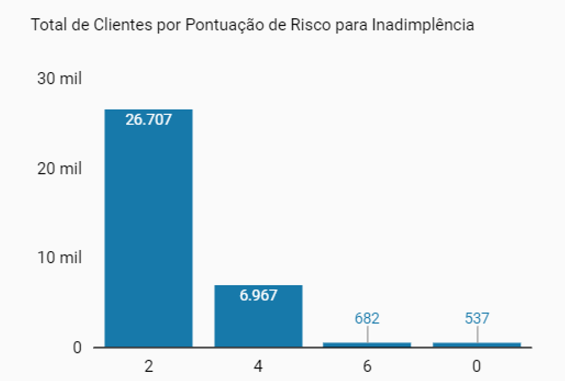 Total de Clientes por Pontuação de Risco para Inadimplência
30 mil
26.707
20 mil
10 mil
6.967
682
537
0
2
4
6
0